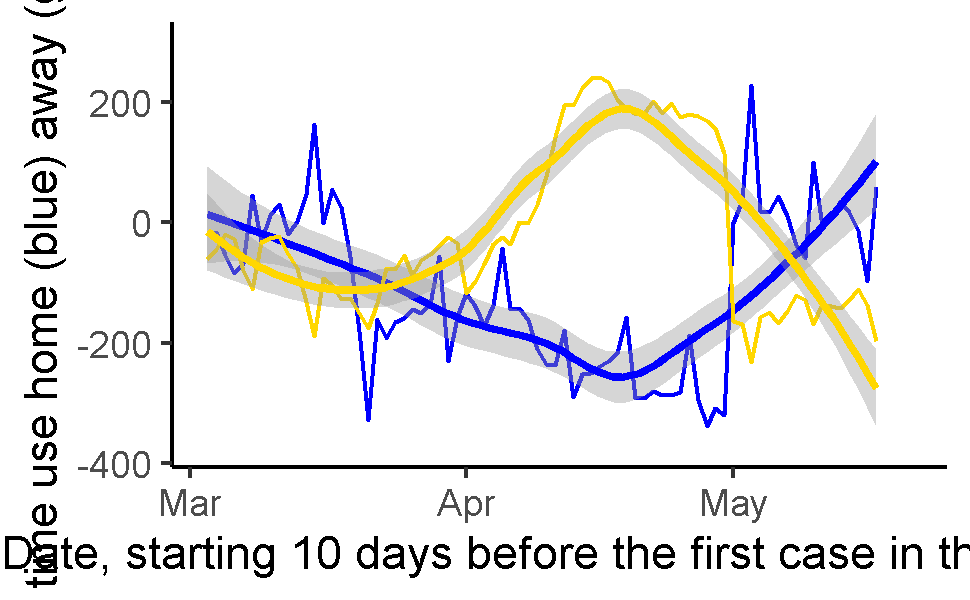 time use home (blue) away (
200
0
-200
-400
Mar Apr May
Date, starting 10 days before the first case in th